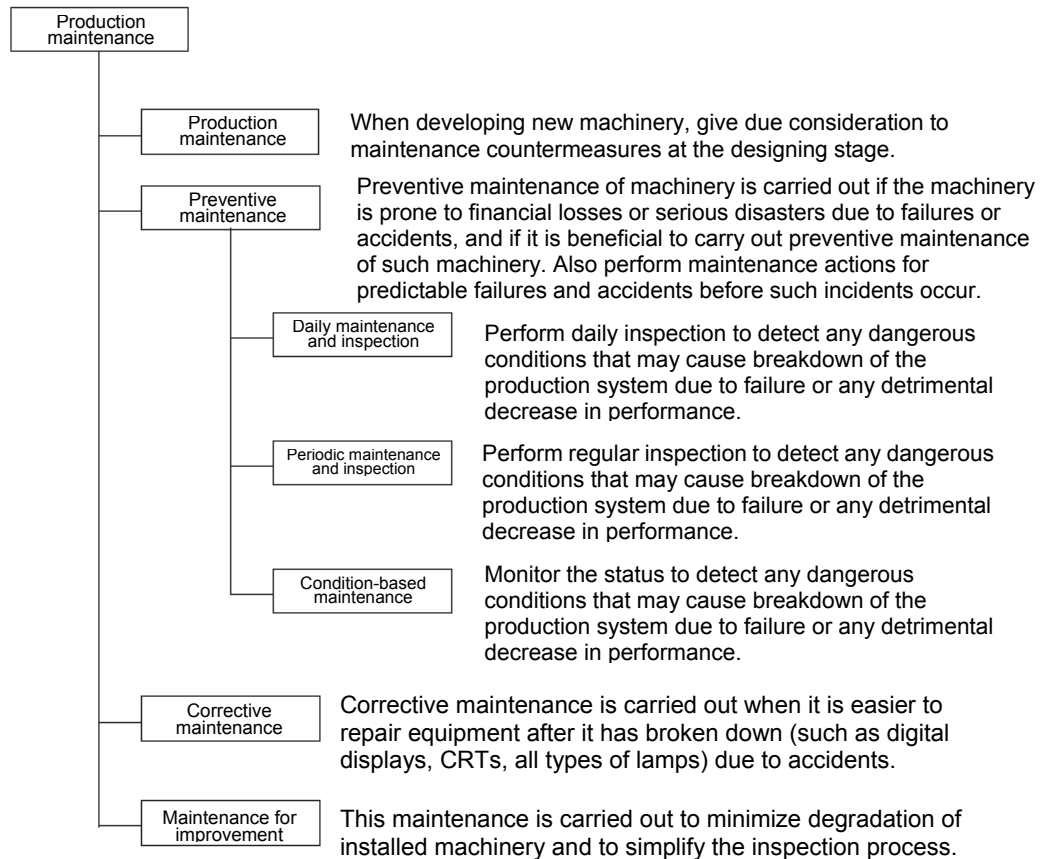 Production
maintenance
Production
maintenance
When developing new machinery, give due consideration to
maintenance countermeasures at the designing stage.
Preventive
maintenance
Preventive maintenance of machinery is carried out if the machinery
is prone to financial losses or serious disasters due to failures or
accidents, and if it is beneficial to carry out preventive maintenance
of such machinery. Also perform maintenance actions for
predictable failures and accidents before such incidents occur.
Daily maintenance
and inspection
Perform daily inspection to detect any dangerous
conditions that may cause breakdown of the
production system due to failure or any detrimental
decrease in performance.
Periodic maintenance
and inspection
Perform regular inspection to detect any dangerous
conditions that may cause breakdown of the
production system due to failure or any detrimental
decrease in performance.
Condition-based
maintenance
Monitor the status to detect any dangerous
conditions that may cause breakdown of the
production system due to failure or any detrimental
decrease in performance.
Corrective
maintenance
Corrective maintenance is carried out when it is easier to
repair equipment after it has broken down (such as digital
displays, CRTs, all types of lamps) due to accidents.
Maintenance for
improvement
This maintenance is carried out to minimize degradation of
installed machinery and to simplify the inspection process.